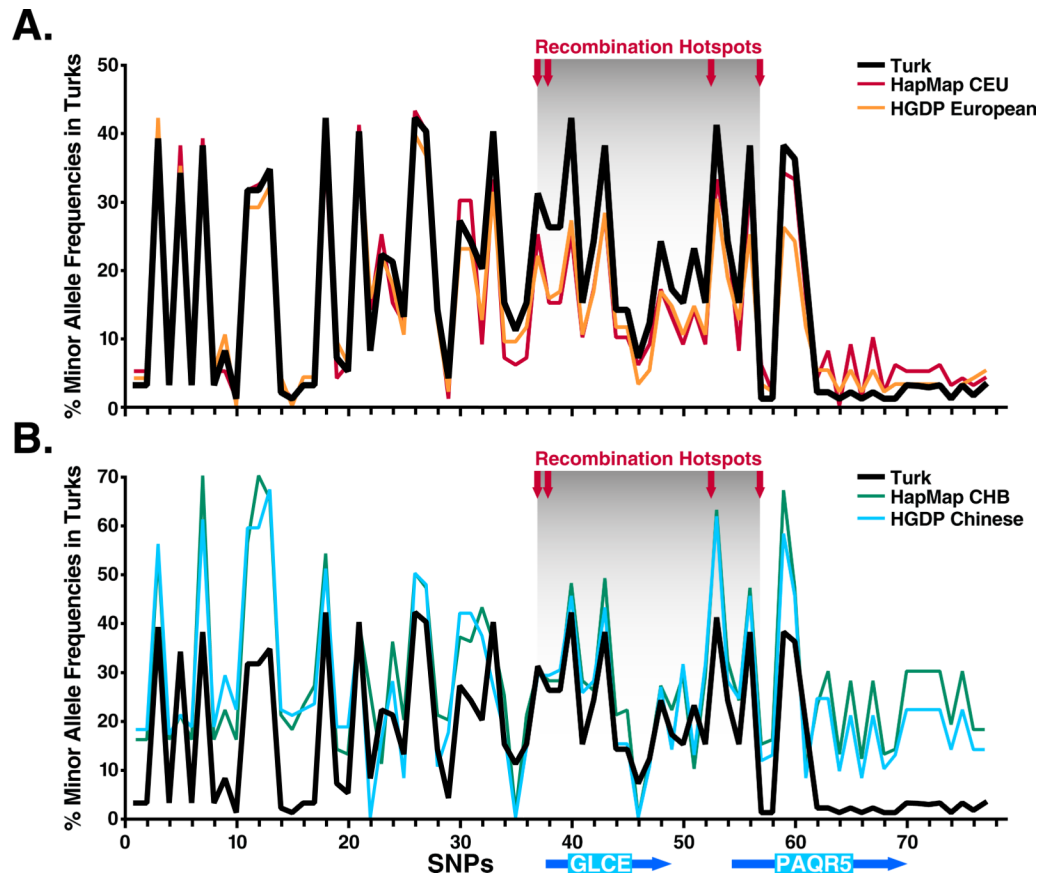 A.
Recombination Hotspots
% Minor Allele Frequencies in Turks
50
40
30
20
10
0
Turk
HapMap CEU
HGDP European
B.
Recombination Hotspots
% Minor Allele Frequencies in Turks
70
60
50
40
30
20
10
0
Turk
HapMap CHB
HGDP Chinese
0 10 20 30 40 50 60 70
SNPs
GLCE
PAQR5